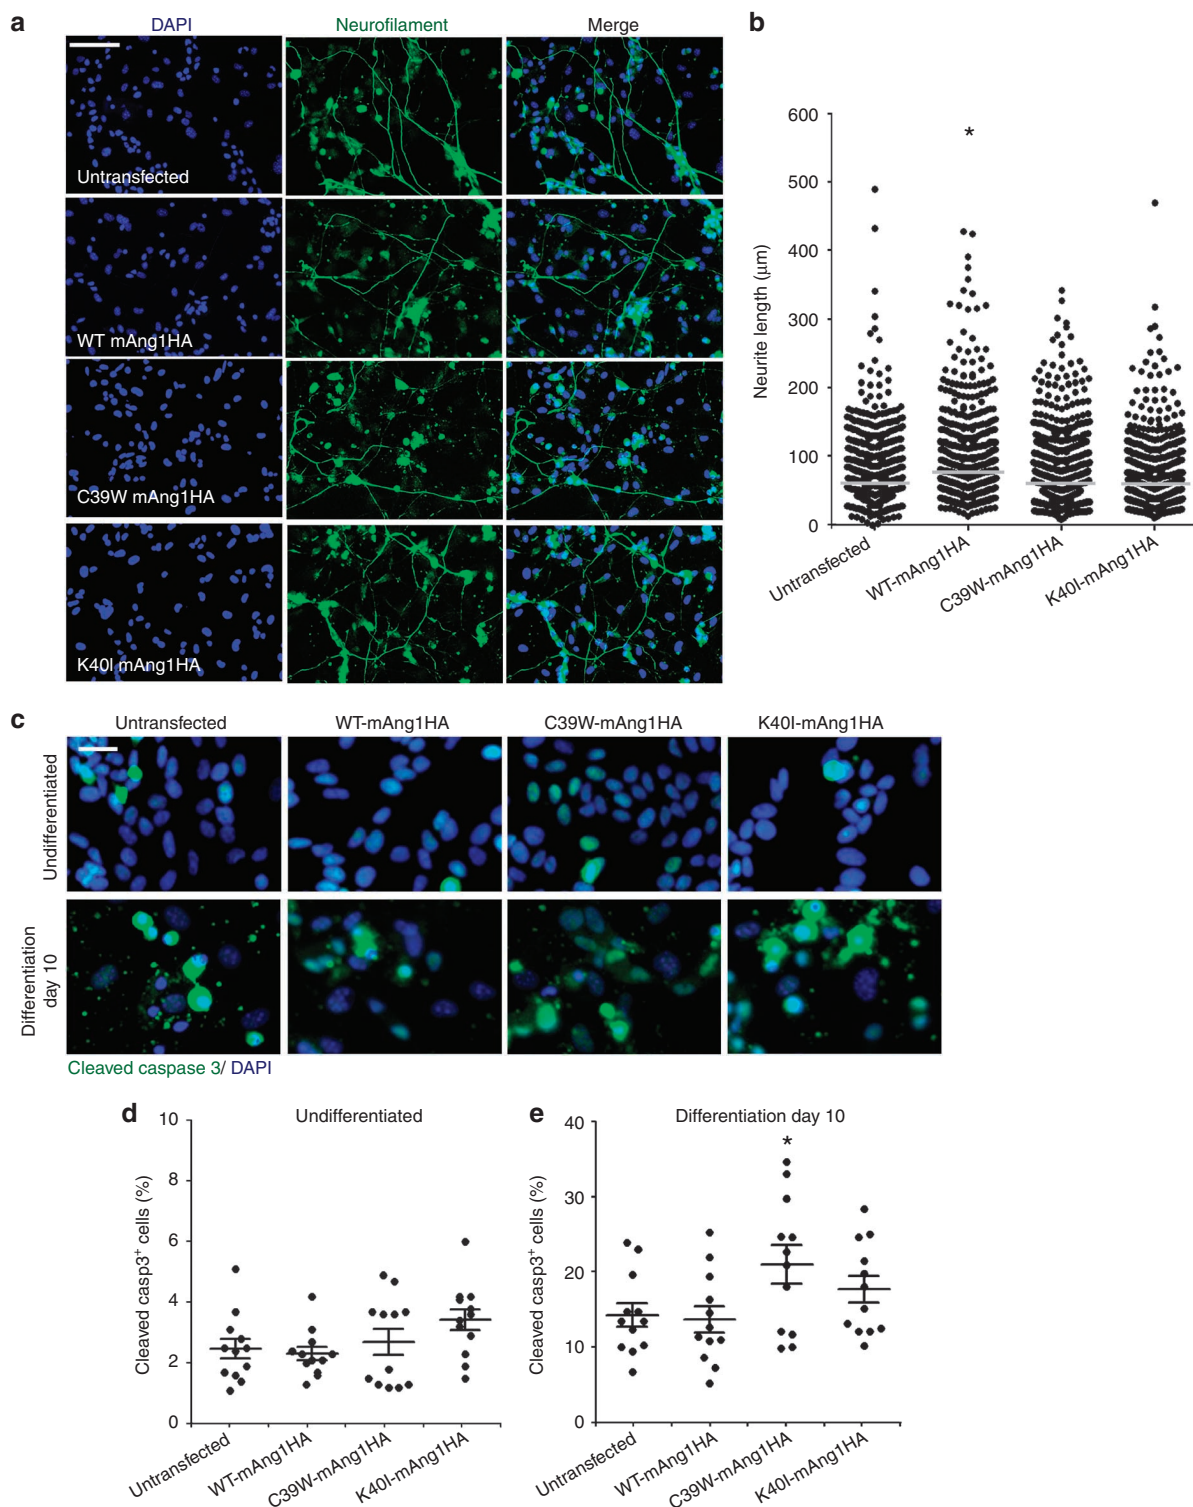 a
DAPI
Neurofilament
Merge
Untransfected
WT mAng1HA
C39W mAng1HA
K40I mAng1HA
b
Neurite length (μm)
600
500
400
300
200
100
0
*
Untransfected
WT-mAng1HA
C39W-mAng1HA
K40I-mAng1HA
c
Untransfected
WT-mAng1HA
C39W-mAng1HA
K40I-mAng1HA
Undifferentiated
Differentiation
day 10
Cleaved caspase 3/ DAPI
d
Undifferentiated
Cleaved casp3+ cells (%)
10
8
6
4
2
0
Untransfected
WT-mAng1HA
C39W-mAng1HA
K40I-mAng1HA
e
Differentiation day 10
Cleaved casp3+ cells (%)
40
30
20
10
0
*
Untransfected
WT-mAng1HA
C39W-mAng1HA
K40I-mAng1HA